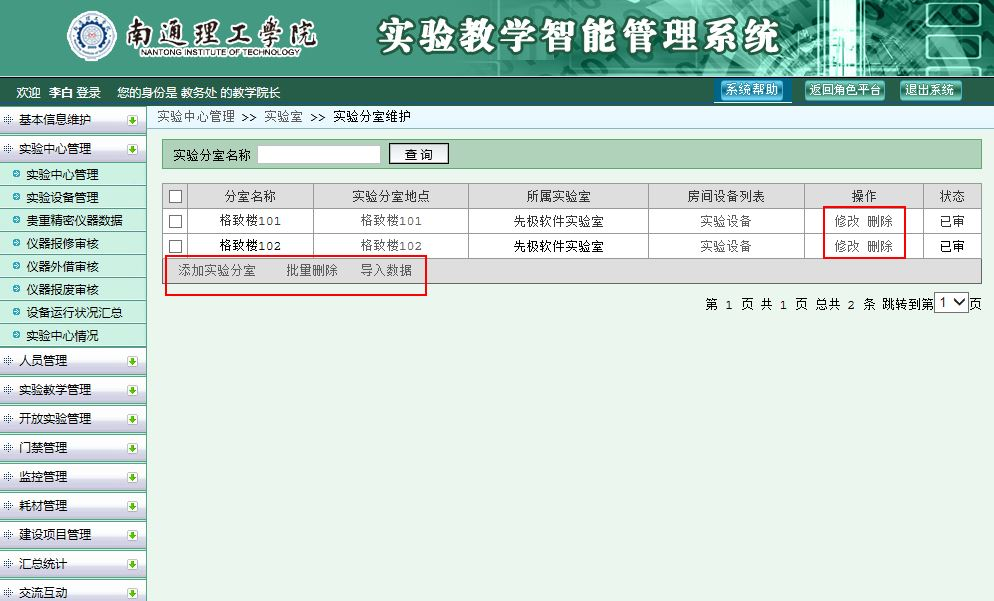 南通理工学院
NANTONG INSTITUTE OF TECHNOLOGY
实验教学智能管理系统
欢迎 李白 登录 您的身份是 教务处 的教学院长
系统帮助 返回角色平台 退出系统
基本信息维护
实验中心管理
实验中心管理
实验设备管理
贵重精密仪器数据
仪器报修审核
仪器外借审核
仪器报废审核
设备运行状况汇总
实验中心情况
人员管理
实验教学管理
开放实验管理
门禁管理
监控管理
耗材管理
建设项目管理
汇总统计
交流互动
实验中心管理 >> 实验室 >> 实验分室维护
实验分室名称 查 询
分室名称 实验分室地点 所属实验室 房间设备列表 操作 状态
格致楼101 格致楼101 先极软件实验室 实验设备 修改 删除 已审
格致楼102 格致楼102 先极软件实验室 实验设备 修改 删除 已审
添加实验分室 批量删除 导入数据
第 1 页 共 1 页 总共 2 条 跳转到第 1 页